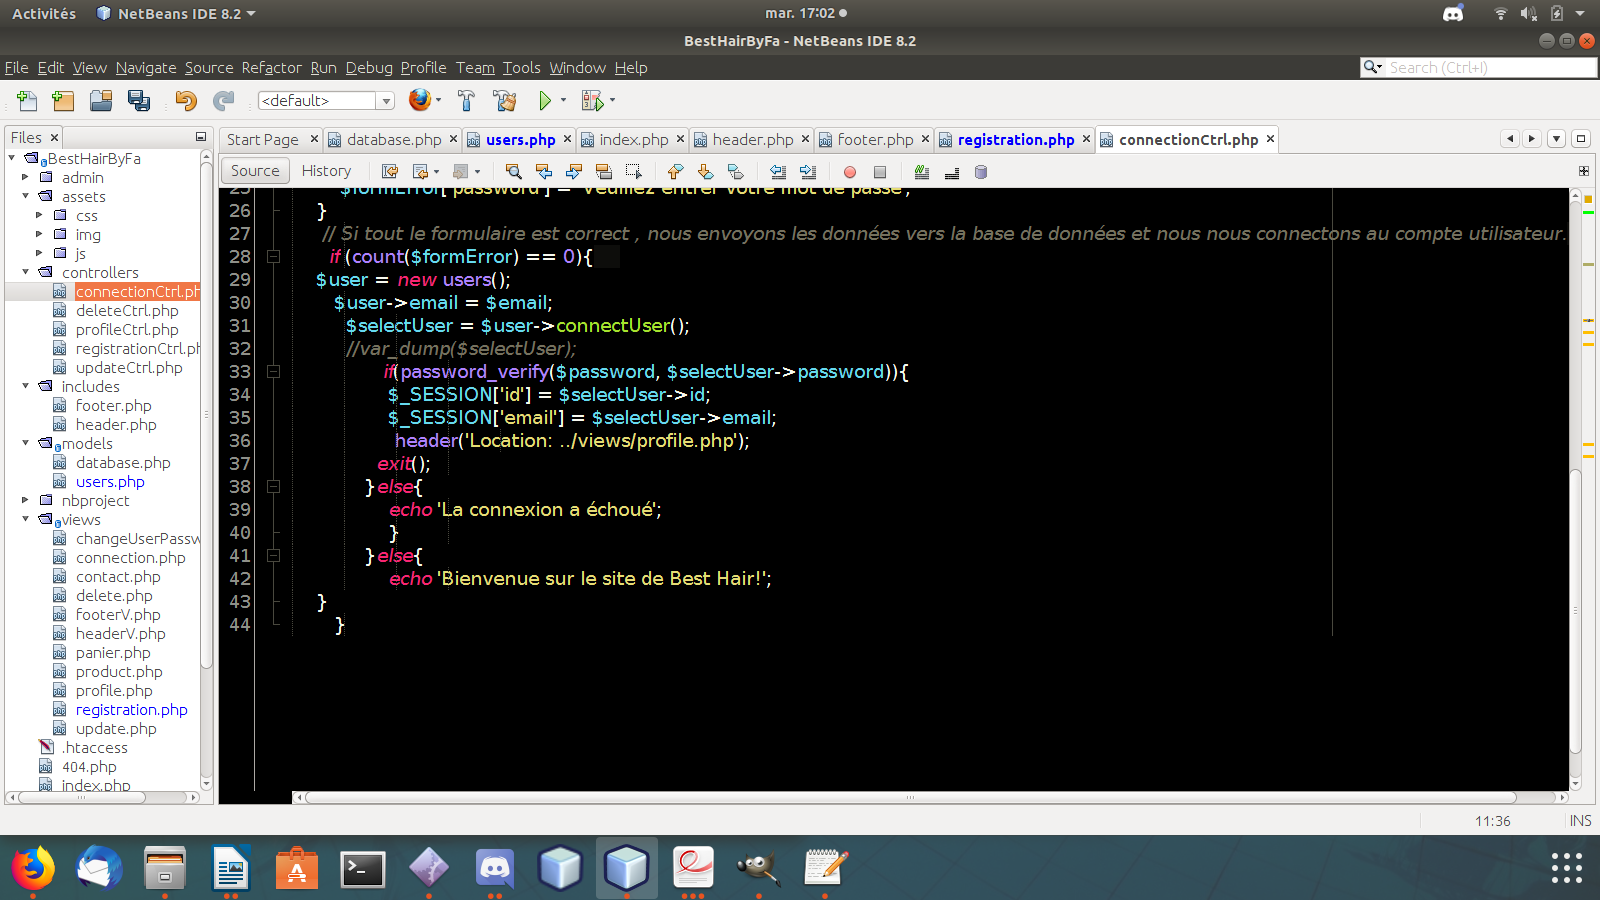 Activités
NetBeans IDE 8.2
mar. 17:02
BestHairByFa - NetBeans IDE 8.2
File Edit View Navigate Source Refactor Run Debug Profile Team Tools Window Help
Search (Ctrl+I)
<default>
Files
Start Page
database.php
users.php
index.php
header.php
footer.php
registration.php
connectionCtrl.php
Source
History
BestHairByFa
admin
assets
css
img
js
controllers
connectionCtrl.ph
deleteCtrl.php
profileCtrl.php
registrationCtrl.ph
updateCtrl.php
includes
footer.php
header.php
models
database.php
users.php
nbproject
views
changeUserPassw
connection.php
contact.php
delete.php
footerV.php
headerV.php
panier.php
product.php
profile.php
registration.php
update.php
.htaccess
404.php
index.php
25 $formError['password'] = 'Veuillez entrer votre mot de passe';
26 }
27 // Si tout le formulaire est correct , nous envoyons les données vers la base de données et nous nous connectons au compte utilisateur.
28 if (count($formError) == 0){
29 $user = new users();
30 $user->email = $email;
31 $selectUser = $user->connectUser();
32 //var_dump($selectUser);
33 if(password_verify($password, $selectUser->password)){
34 $_SESSION['id'] = $selectUser->id;
35 $_SESSION['email'] = $selectUser->email;
36 header('Location: ../views/profile.php');
37 exit();
38 }else{
39 echo 'La connexion a échoué';
40 }
41 }else{
42 echo 'Bienvenue sur le site de Best Hair!';
43 }
44 }
11:36
INS